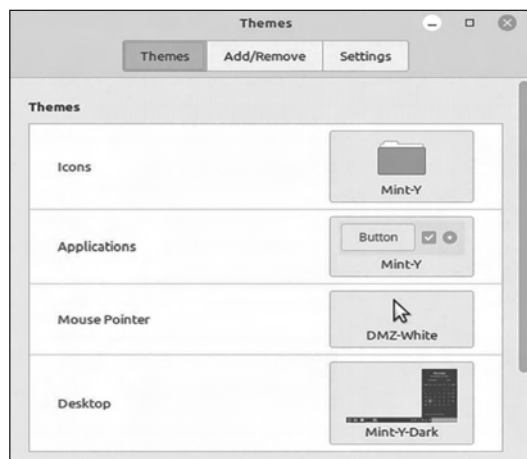 Themes
Themes Add/Remove Settings
Themes
Icons
Mint-Y
Applications
Button
Mint-Y
Mouse Pointer
DMZ-White
Desktop
Mint-Y-Dark